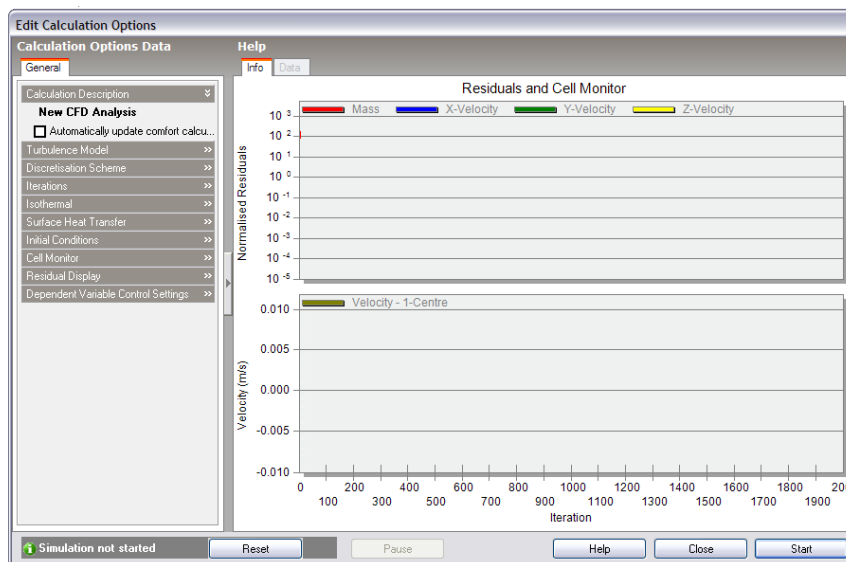 Edit Calculation Options
Calculation Options Data
Help
General
Info Data
Calculation Description
New CFD Analysis
Automatically update comfort calcu...
Turbulence Model
Discretisation Scheme
Iterations
Isothermal
Surface Heat Transfer
Initial Conditions
Cell Monitor
Residual Display
Dependent Variable Control Settings
Residuals and Cell Monitor
Mass X-Velocity Y-Velocity Z-Velocity
Normalised Residuals
10 3
10 2
10 1
10 0
10 -1
10 -2
10 -3
10 -4
10 -5
Velocity - 1-Centre
Velocity (m/s)
0.010
0.005
0.000
-0.005
-0.010
0 200 400 600 800 1000 1200 1400 1600 1800 20
100 300 500 700 900 1100 1300 1500 1700 1900
Iteration
Simulation not started
Reset Pause Help Close Start